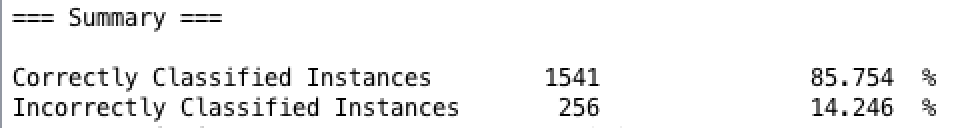 === Summary ===
Correctly Classified Instances 1541 85.754 %
Incorrectly Classified Instances 256 14.246 %